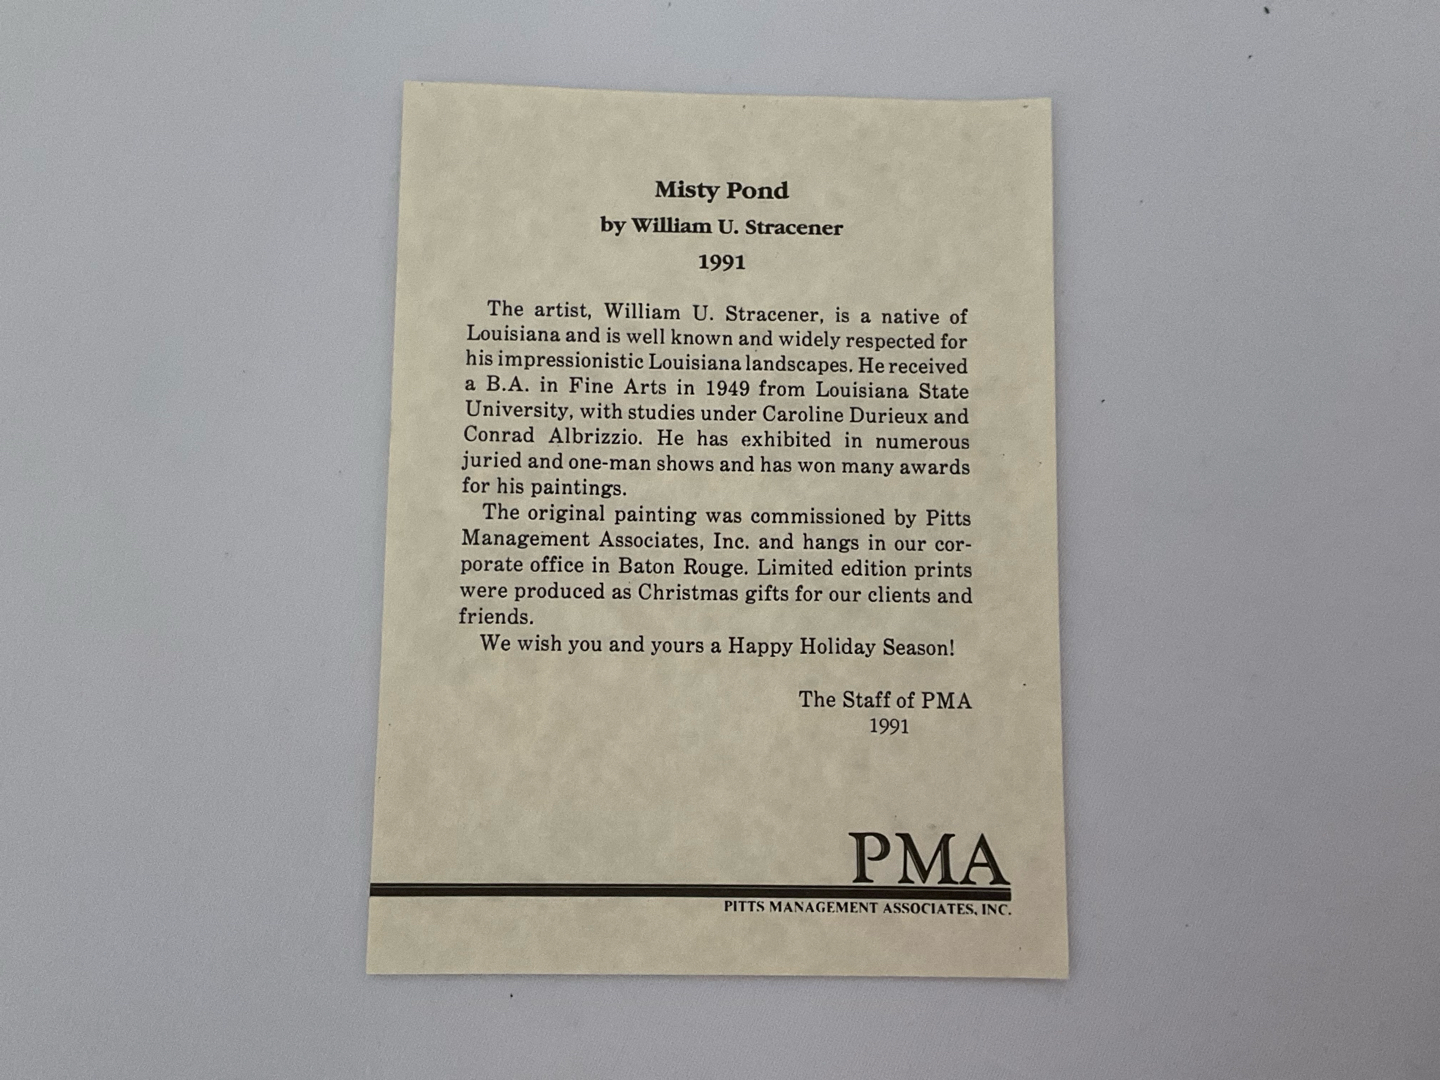 Misty Pond
by William U. Stracener
1991
The artist, William U. Stracener, is a native of
Louisiana and is well known and widely respected for
his impressionistic Louisiana landscapes. He received
a B.A. in Fine Arts in 1949 from Louisiana State
University, with studies under Caroline Durieux and
Conrad Albrizzio. He has exhibited in numerous
juried and one-man shows and has won many awards
for his paintings.
The original painting was commissioned by Pitts
Management Associates, Inc. and hangs in our cor-
porate office in Baton Rouge. Limited edition prints
were produced as Christmas gifts for our clients and
friends.
We wish you and yours a Happy Holiday Season!
The Staff of PMA
1991
PMA
PITTS MANAGEMENT ASSOCIATES, INC.